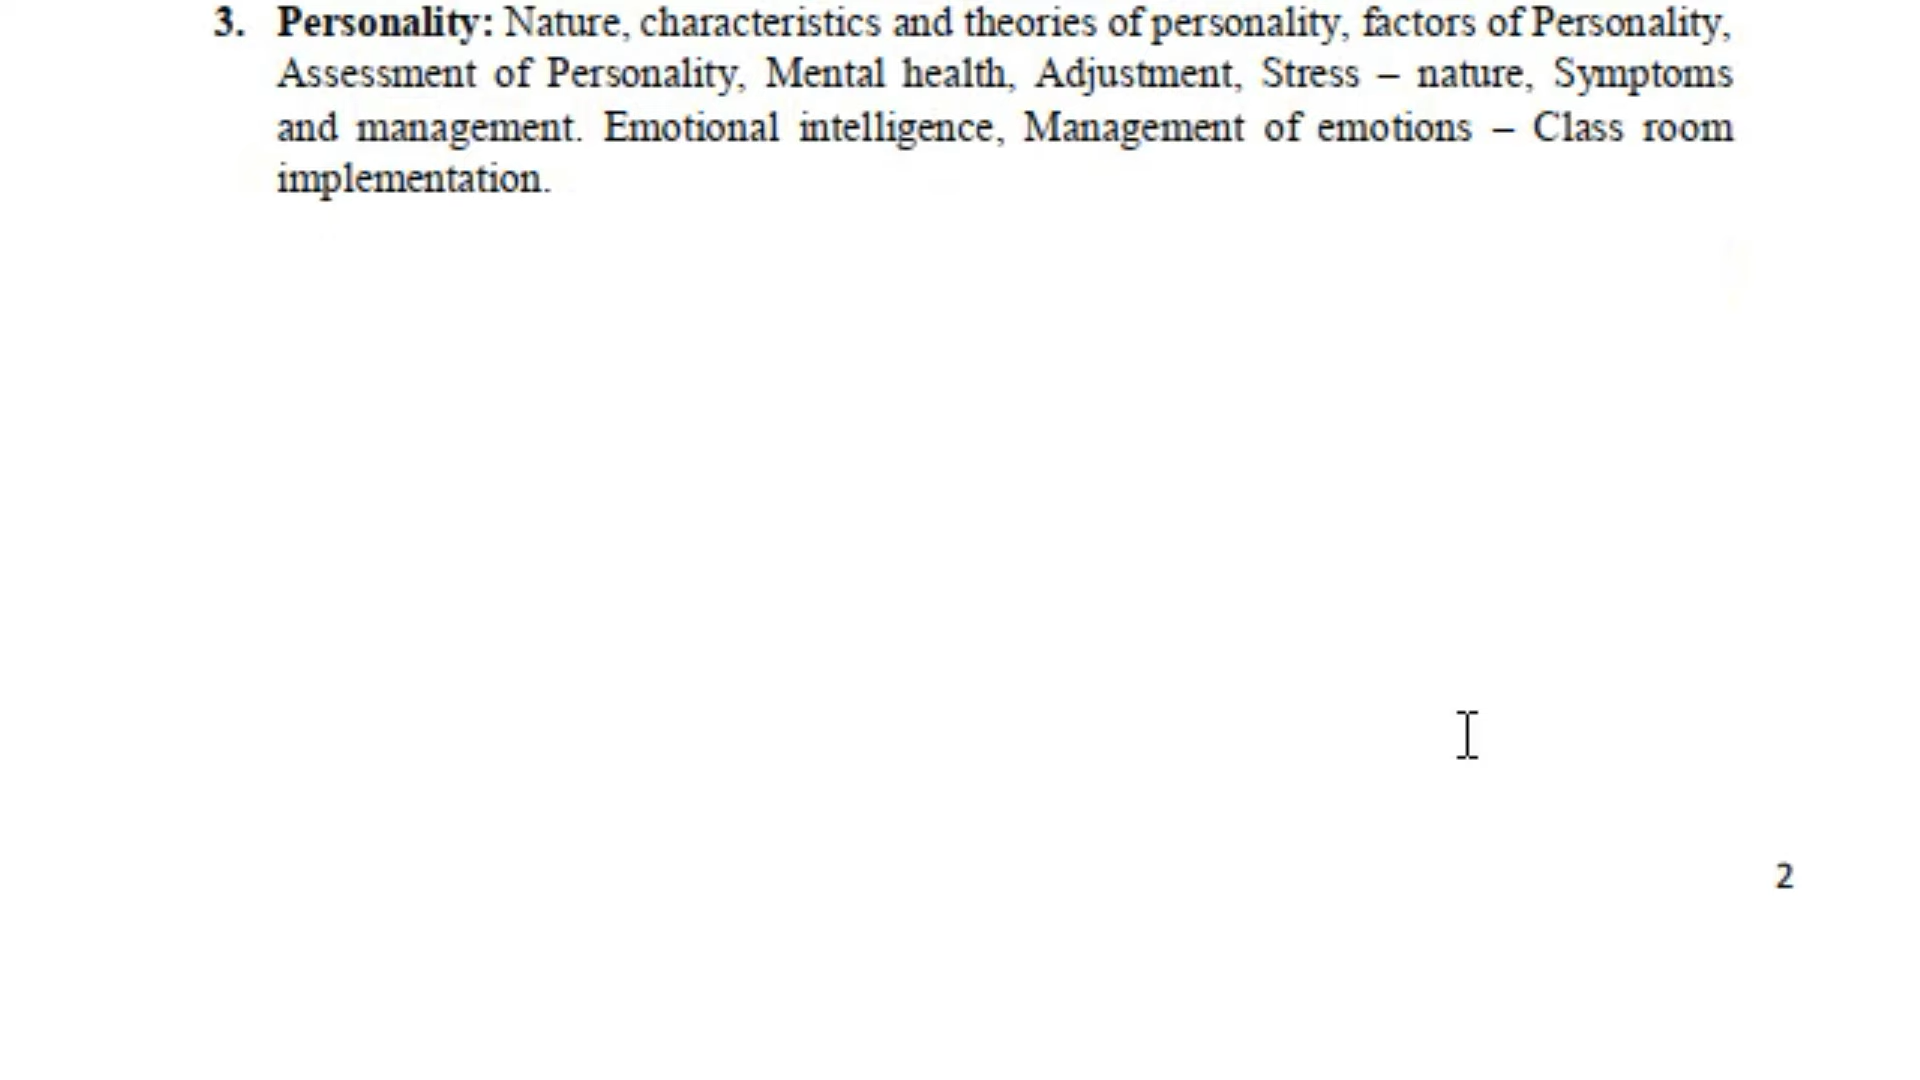 3. Personality: Nature, characteristics and theories of personality, factors of Personality,
Assessment of Personality, Mental health, Adjustment, Stress – nature, Symptoms
and management. Emotional intelligence, Management of emotions – Class room
implementation.
2